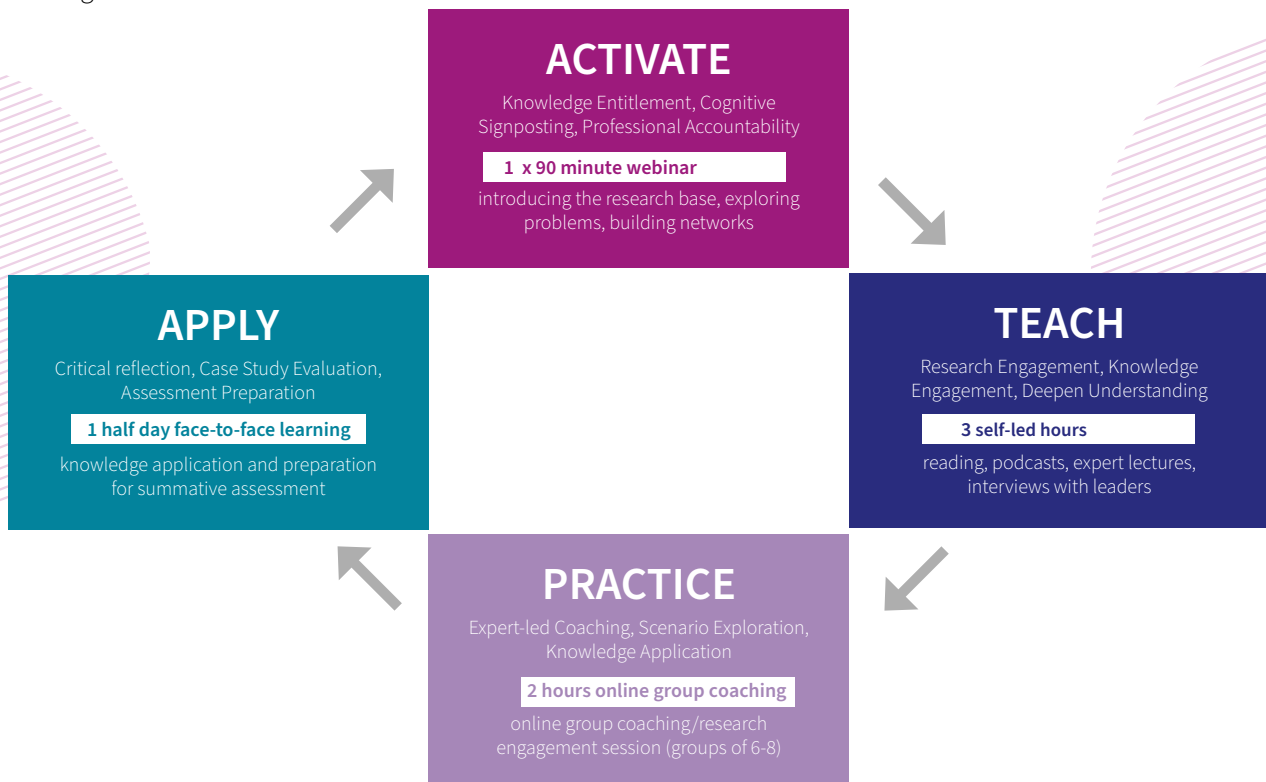 ACTIVATE
Knowledge Entitlement, Cognitive
Signposting, Professional Accountability
1 x 90 minute webinar
introducing the research base, exploring
problems, building networks
TEACH
Research Engagement, Knowledge
Engagement, Deepen Understanding
3 self-led hours
reading, podcasts, expert lectures,
interviews with leaders
PRACTICE
Expert-led Coaching, Scenario Exploration,
Knowledge Application
2 hours online group coaching
online group coaching/research
engagement session (groups of 6-8)
APPLY
Critical reflection, Case Study Evaluation,
Assessment Preparation
1 half day face-to-face learning
knowledge application and preparation
for summative assessment